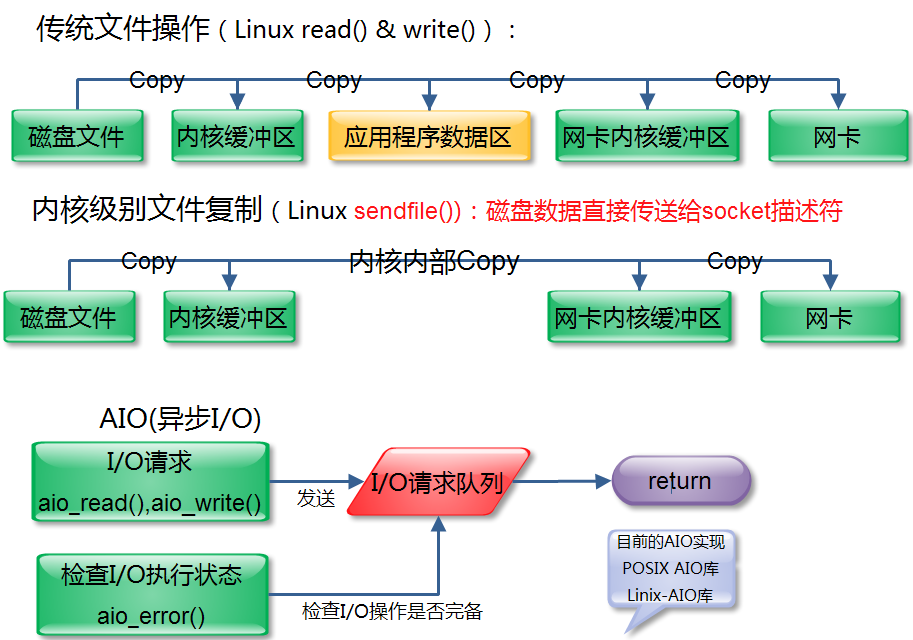 传统文件操作（Linux read() & write() ）:
Copy Copy Copy Copy
磁盘文件 内核缓冲区 应用程序数据区 网卡内核缓冲区 网卡
内核级别文件复制（Linux sendfile())：磁盘数据直接传送给socket描述符
Copy 内核内部Copy Copy
磁盘文件 内核缓冲区 网卡内核缓冲区 网卡
AIO(异步I/O)
I/O请求
aio_read(),aio_write()
发送
I/O请求队列
return
检查I/O执行状态
aio_error()
检查I/O操作是否完备
目前的AIO实现
POSIX AIO库
Linix-AIO库